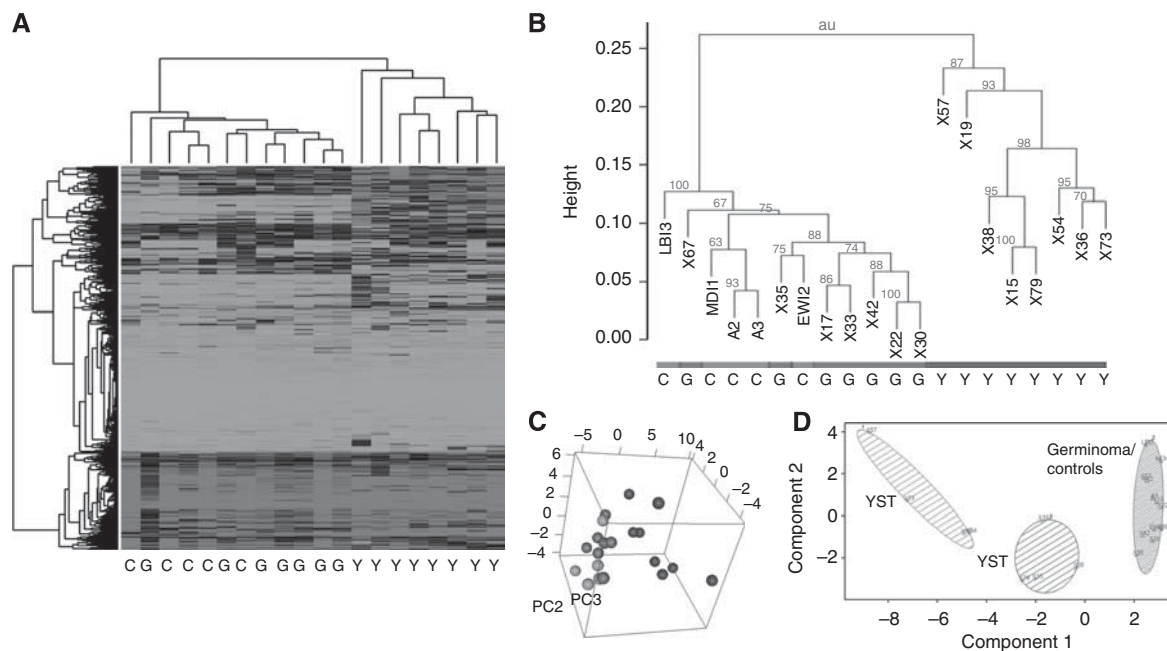 A
C G C C C G C G G G G G Y Y Y Y Y Y Y Y
B
au
Height
0.25
0.20
0.15
0.10
0.05
0.00
87
93
98
95
95
70
100
100
67
75
63
93
75
88
74
86
88
100
LBI3
X67
MDI1
A2
A3
X35
EWI2
X17
X33
X42
X22
X30
X57
X19
X38
X15
X79
X54
X36
X73
C G C C C G C G G G G G Y Y Y Y Y Y Y Y
C
−5 0 5 10
4 2 0 −2 −4
6
4
2
0
−2
−4
PC2
PC3
D
Component 2
4
2
0
−2
YST
YST
Germinoma/
controls
−8 −6 −4 −2 0 2
Component 1